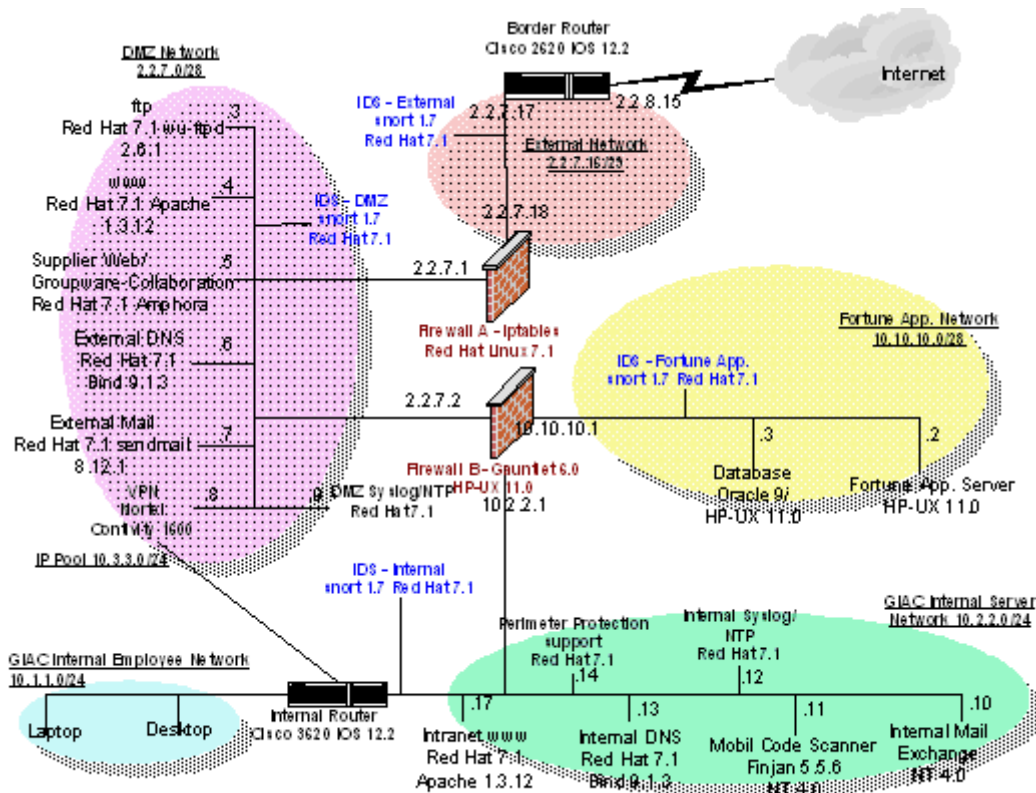 Border Router
Cisco 2620 IOS 12.2
Internet
DMZ Network
2.2.7.0/28
IDS - External
snort 1.7
Red Hat 7.1
2.2.7.17
2.2.8.15
External Network
2.2.7.16/29
2.2.7.18
ftp
Red Hat 7.1 wu-ftpd
2.6.1
.3
www
Red Hat 7.1 Apache
1.3.12
.4
IDS - DMZ
snort 1.7
Red Hat 7.1
Supplier Web/
Groupware-Collaboration
Red Hat 7.1 Amphora
.5
2.2.7.1
Firewall A - Iptables
Red Hat Linux 7.1
External DNS
Red Hat 7.1
Bind 9.1.3
.6
2.2.7.2
External Mail
Red Hat 7.1 sendmail
8.12.1
.7
Firewall B - Gauntlet 6.0
HP-UX 11.0
10.10.10.1
10.2.2.1
Fortune App. Network
10.10.10.0/28
IDS - Fortune App.
snort 1.7 Red Hat 7.1
.3
Database
Oracle 9/
HP-UX 11.0
.2
Fortune App. Server
HP-UX 11.0
VPN
Nortel
Contivity 1600
.8
.9
DMZ Syslog/NTP
Red Hat 7.1
IP Pool 10.3.3.0/24
IDS - Internal
snort 1.7 Red Hat 7.1
GIAC Internal Server
Network 10.2.2.0/24
Perimeter Protection
support
Red Hat 7.1
.14
Internal Syslog/
NTP
Red Hat 7.1
.12
GIAC Internal Employee Network
10.1.1.0/24
Laptop
Desktop
Internal Router
Cisco 3620 IOS 12.2
.17
Intranet www
Red Hat 7.1
Apache 1.3.12
.13
Internal DNS
Red Hat 7.1
Bind 9.1.3
.11
Mobil Code Scanner
Finjan 5.5.6
NT 4.0
.10
Internal Mail
Exchange
NT 4.0